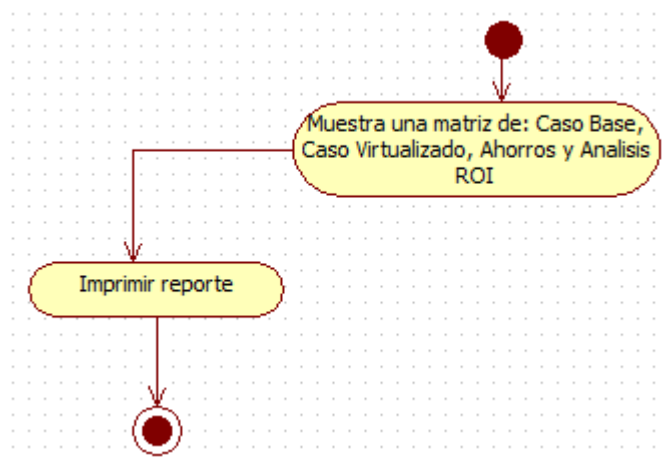 Muestra una matriz de: Caso Base,
Caso Virtualizado, Ahorros y Analisis
ROI
Imprimir reporte